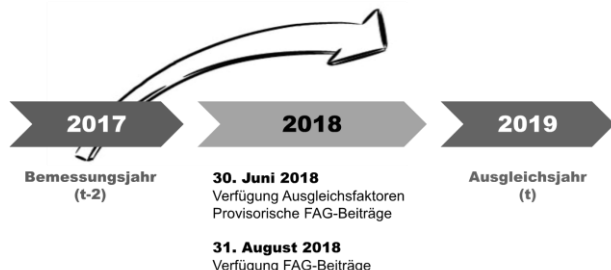 2017
2018
2019
Bemessungsjahr
(t-2)
30. Juni 2018
Verfügung Ausgleichsfaktoren
Provisorische FAG-Beiträge
31. August 2018
Verfügung FAG-Beiträge
Ausgleichsjahr
(t)